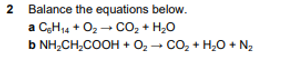 2 Balance the equations below.
a C₆H₁₄ + O₂ → CO₂ + H₂O
b NH₂CH₂COOH + O₂ → CO₂ + H₂O + N₂